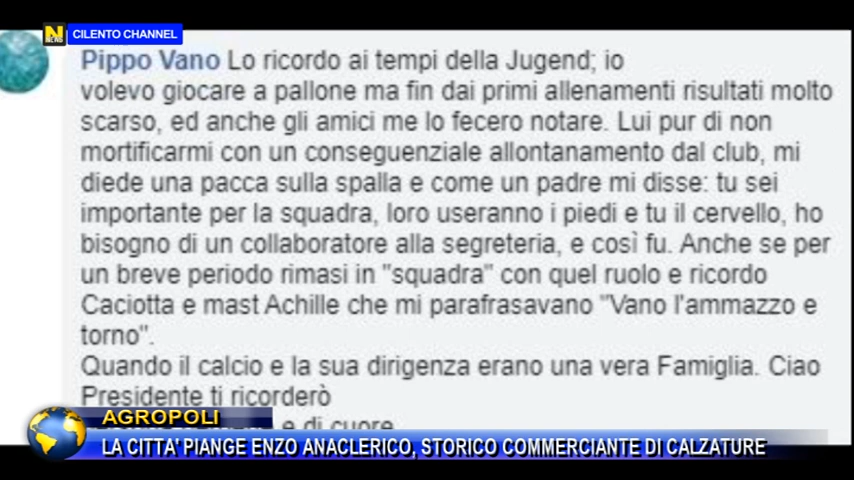 N
NEWS
CILENTO CHANNEL
Pippo Vano Lo ricordo ai tempi della Jugend; io
volevo giocare a pallone ma fin dai primi allenamenti risultati molto
scarso, ed anche gli amici me lo fecero notare. Lui pur di non
mortificarmi con un conseguenziale allontanamento dal club, mi
diede una pacca sulla spalla e come un padre mi disse: tu sei
importante per la squadra, loro useranno i piedi e tu il cervello, ho
bisogno di un collaboratore alla segreteria, e così fu. Anche se per
un breve periodo rimasi in "squadra" con quel ruolo e ricordo
Caciotta e mast Achille che mi parafrasavano "Vano l'ammazzo e
torno".
Quando il calcio e la sua dirigenza erano una vera Famiglia. Ciao
Presidente ti ricorderò
e di cuore
AGROPOLI
LA CITTA' PIANGE ENZO ANACLERICO, STORICO COMMERCIANTE DI CALZATURE